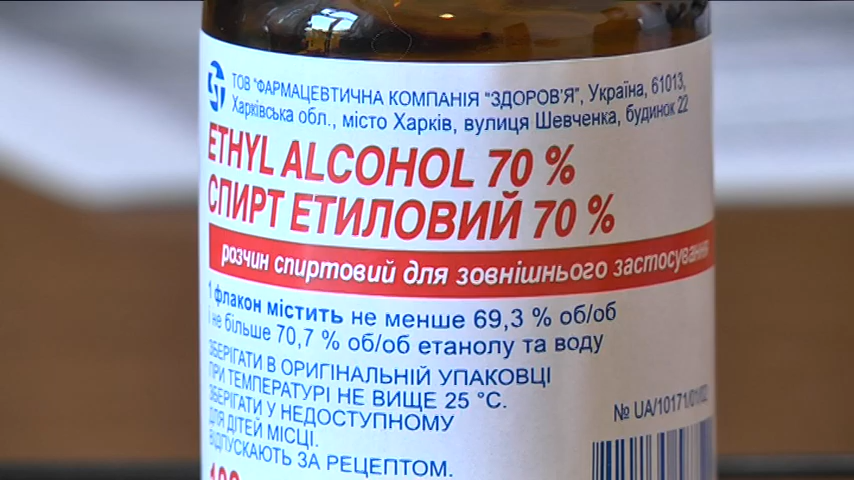 ТОВ "ФАРМАЦЕВТИЧНА КОМПАНІЯ "ЗДОРОВ'Я", Україна, 61013,
Харківська обл., місто Харків, вулиця Шевченка, будинок 22
ETHYL ALCOHOL 70 %
СПИРТ ЕТИЛОВИЙ 70 %
розчин спиртовий для зовнішнього застосування
1 флакон містить не менше 69,3 % об/об
і не більше 70,7 % об/об етанолу та воду
ЗБЕРІГАТИ В ОРИГІНАЛЬНІЙ УПАКОВЦІ
ПРИ ТЕМПЕРАТУРІ НЕ ВИЩЕ 25 °С.
ЗБЕРІГАТИ У НЕДОСТУПНОМУ
ДЛЯ ДІТЕЙ МІСЦІ.
ВІДПУСКАЮТЬ ЗА РЕЦЕПТОМ.
№ UA/10171/01/02